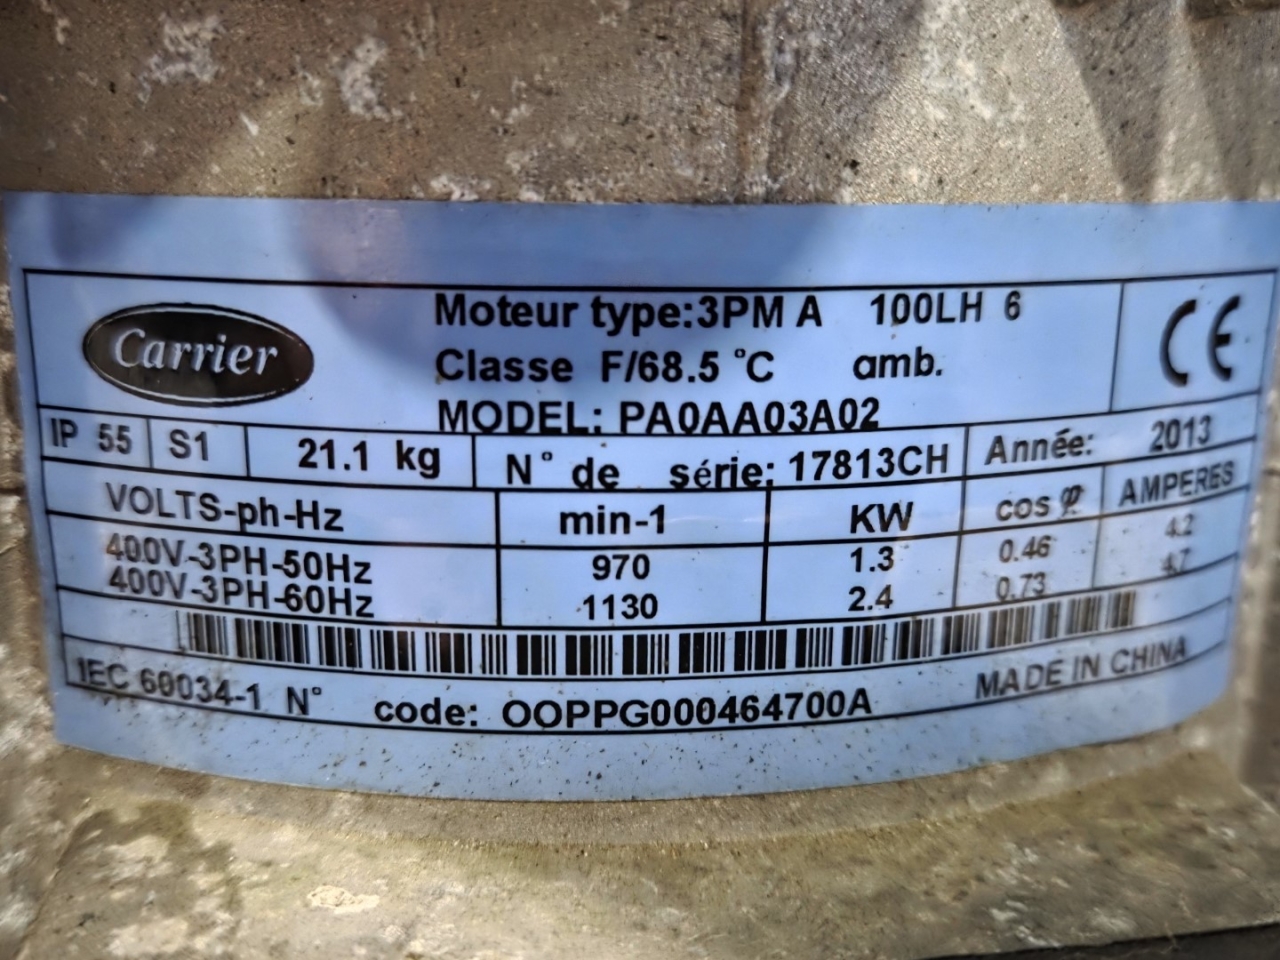 Carrier
Moteur type:3PM A 100LH 6
Classe F/68.5 °C amb.
MODEL: PA0AA03A02
CE
IP 55 S1 21.1 kg N° de série: 17813CH Année: 2013
VOLTS-ph-Hz min-1 KW cos φ AMPERES
400V-3PH-50Hz 970 1.3 0.46 4.2
400V-3PH-60Hz 1130 2.4 0.73 4.7
IEC 60034-1 N° code: OOPPG000464700A MADE IN CHINA